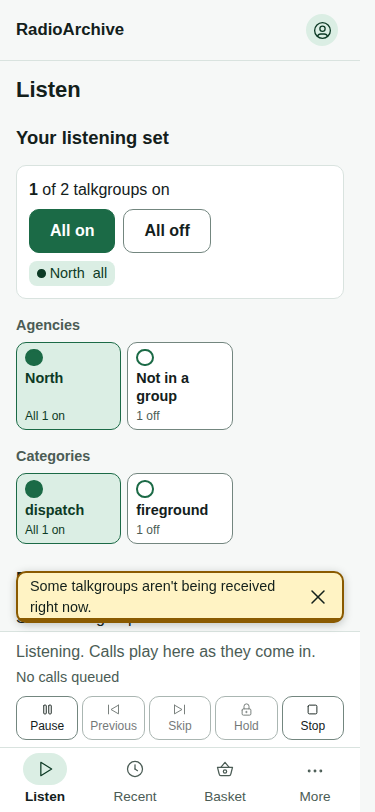 RadioArchive
Listen
Your listening set
1 of 2 talkgroups on
All on All off
North all
Agencies
North Not in a
group
All 1 on 1 off
Categories
dispatch fireground
All 1 on 1 off
Some talkgroups aren't being received
right now.
Listening. Calls play here as they come in.
No calls queued
Pause Previous Skip Hold Stop
Listen Recent Basket More